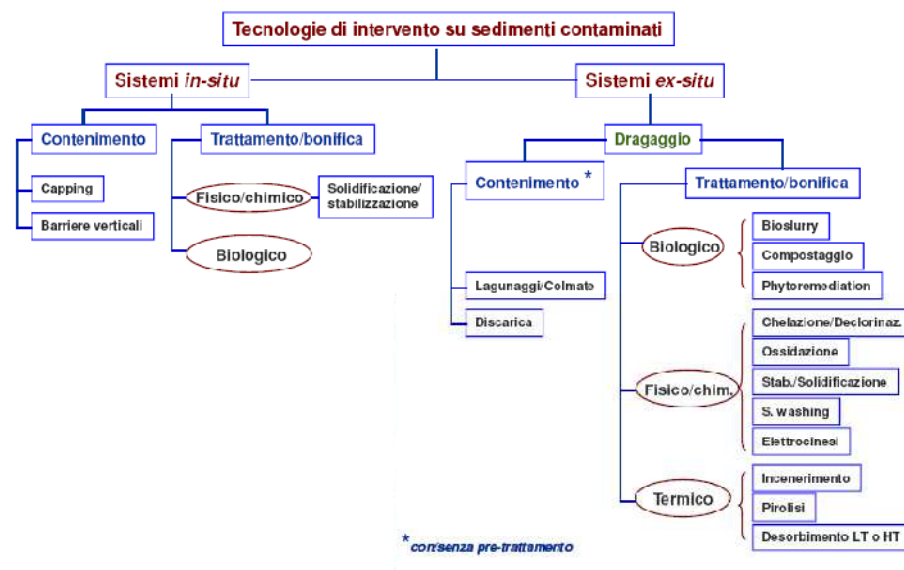 Tecnologie di intervento su sedimenti contaminati
Sistemi in-situ
Sistemi ex-situ
Contenimento
Trattamento/bonifica
Capping
Barriere verticali
Fisico/chimico
Solidificazione/
stabilizzazione
Biologico
Dragaggio
Contenimento *
Trattamento/bonifica
Lagunaggi/Colmate
Discarica
Biologico
Bioslurry
Compostaggio
Phytoremediation
Fisico/chim.
Chelazione/Declorinaz.
Ossidazione
Stab./Solidificazione
S. washing
Elettrocinesi
Termico
Incenerimento
Pirolisi
Desorbimento LT o HT
* con/senza pre-trattamento